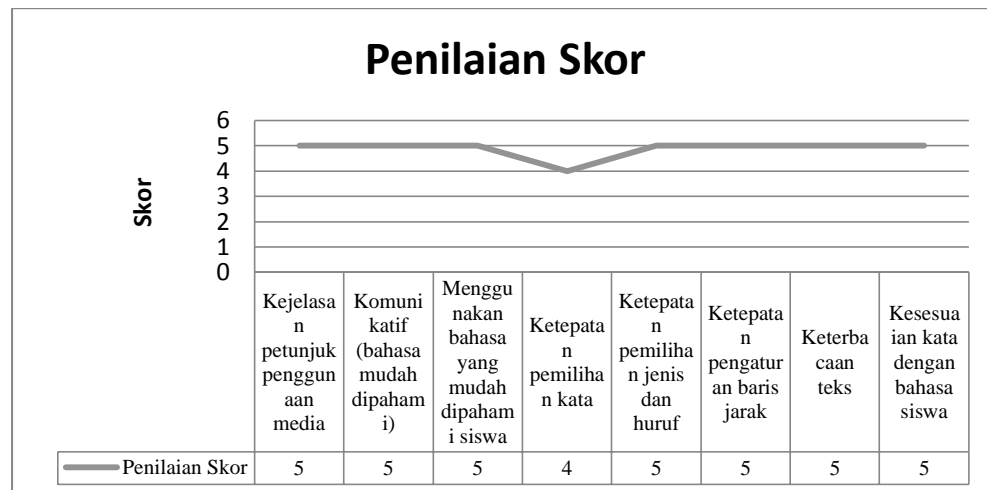 Penilaian Skor
6
5
4
3
2
1
0
Skor
Kejelasa
n
petunjuk
penggun
aan
media
Komuni
katif
(bahasa
mudah
dipaham
i)
Menggu
nakan
bahasa
yang
mudah
dipaham
i siswa
Ketepata
n
pemiliha
n kata
Ketepata
n
pemiliha
n jenis
dan
huruf
Ketepata
n
pengatur
an baris
jarak
Keterba
caan
teks
Kesesua
ian kata
dengan
bahasa
siswa
Penilaian Skor 5 5 5 4 5 5 5 5